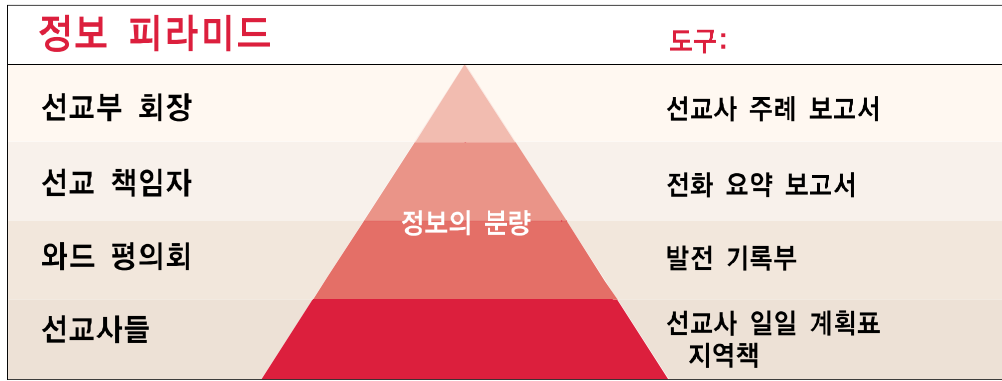 정보 피라미드
도구:
선교부 회장
선교사 주례 보고서
선교 책임자
전화 요약 보고서
정보의 분량
와드 평의회
발전 기록부
선교사들
선교사 일일 계획표
지역책